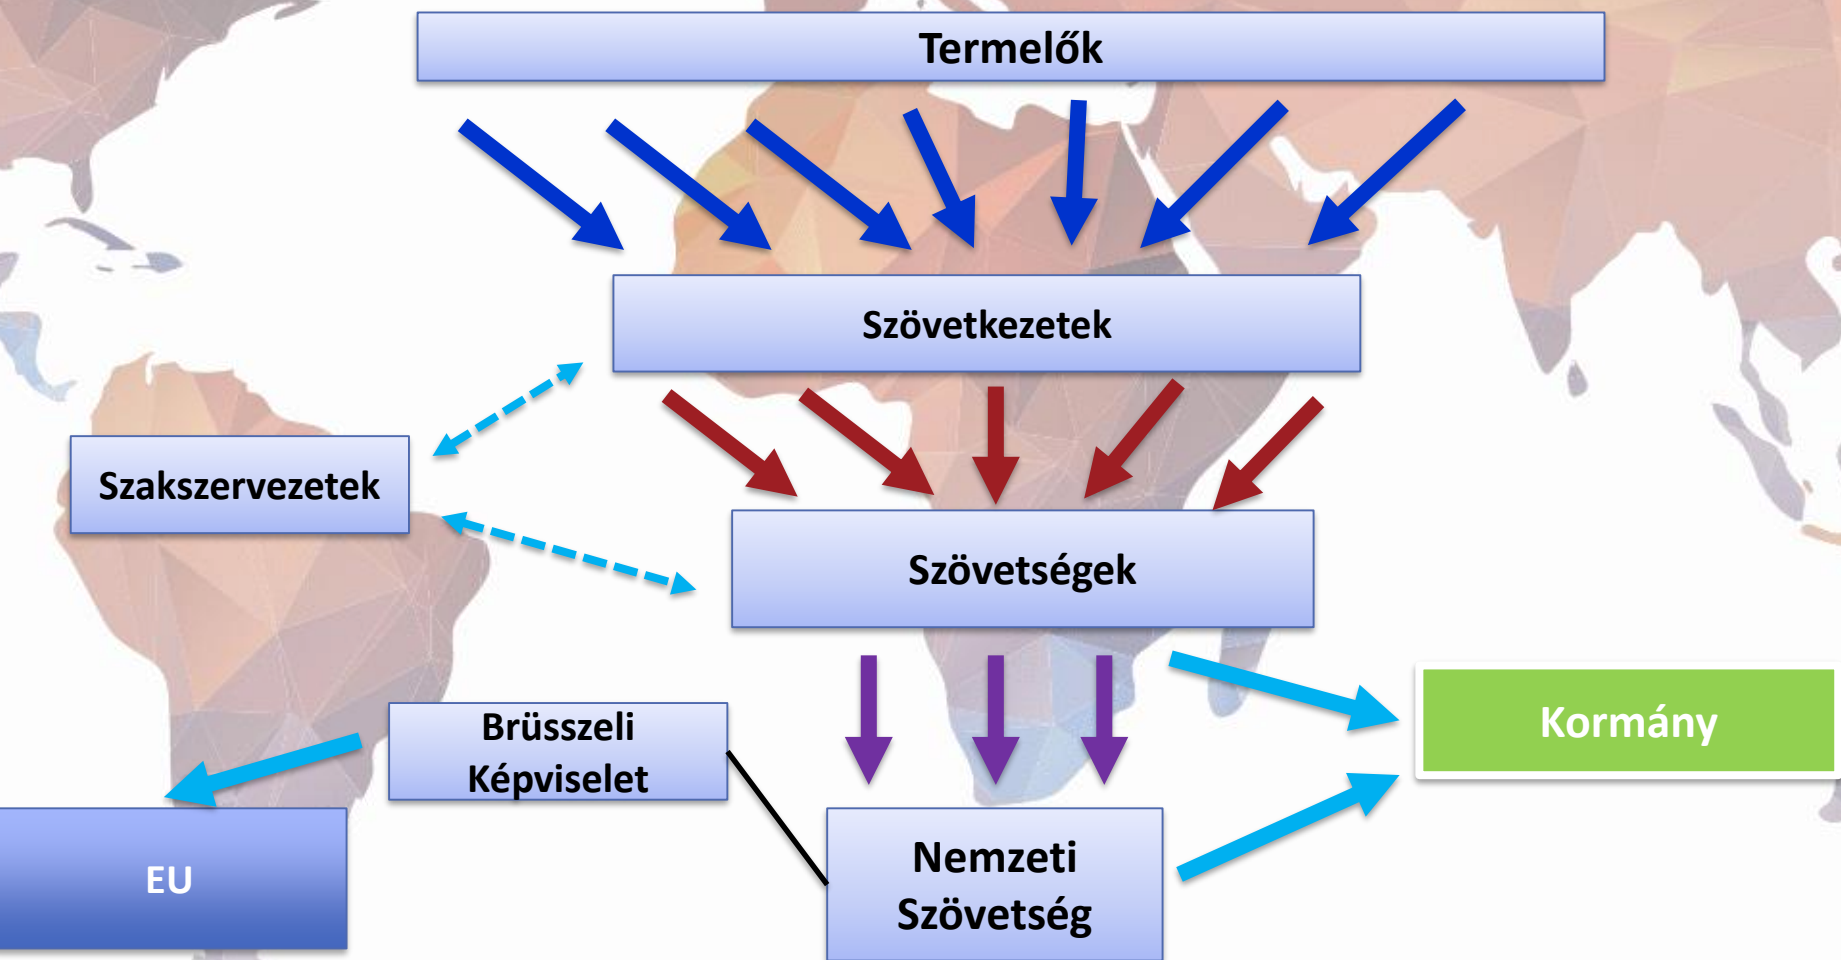 Termelők
Szövetkezetek
Szakszervezetek
Szövetségek
Kormány
Brüsszeli
Képviselet
Nemzeti
Szövetség
EU